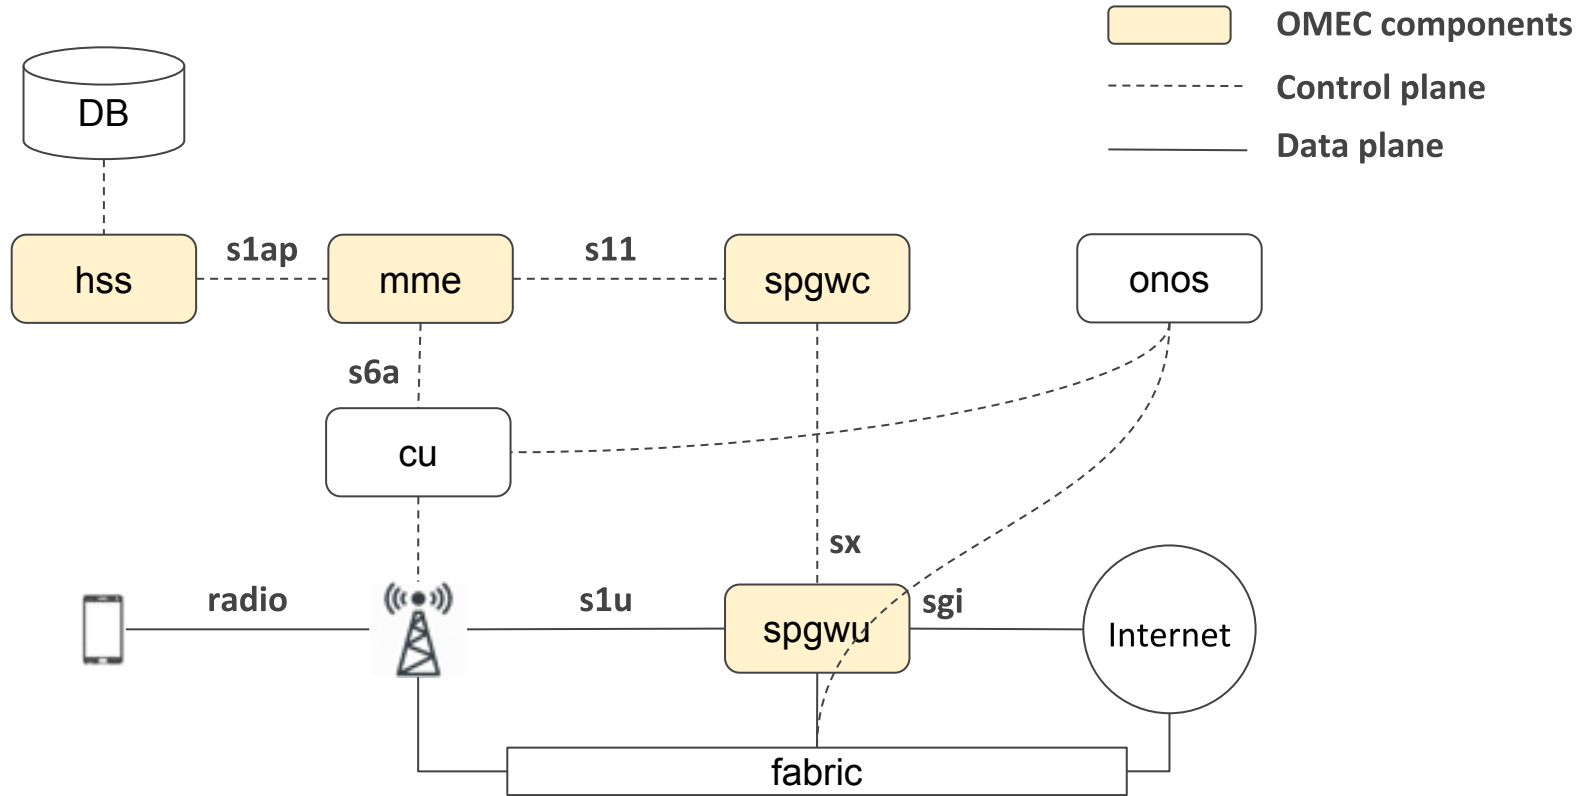 OMEC components
Control plane
Data plane
DB
hss
s1ap
mme
s11
spgwc
onos
s6a
cu
sx
radio
s1u
spgwu
sgi
Internet
fabric